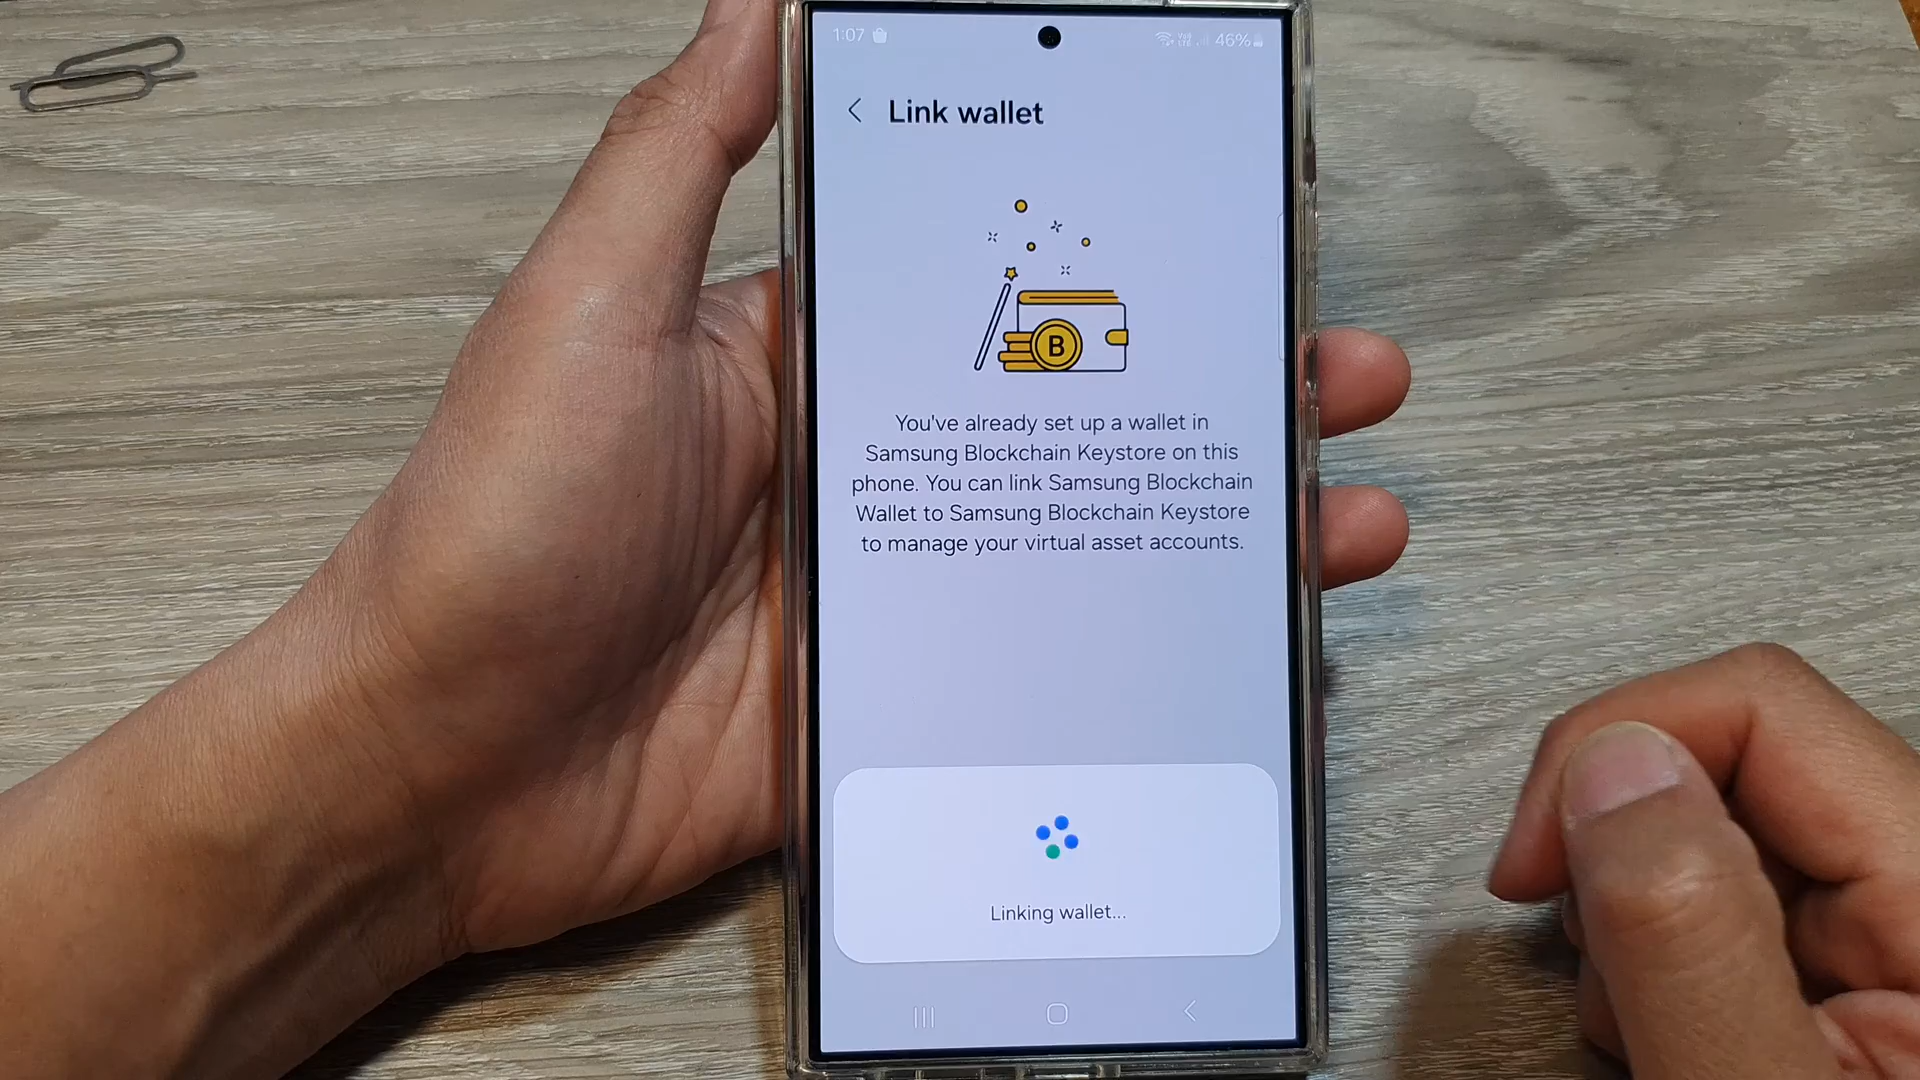 1:07 46%
Link wallet
B
You've already set up a wallet in
Samsung Blockchain Keystore on this
phone. You can link Samsung Blockchain
Wallet to Samsung Blockchain Keystore
to manage your virtual asset accounts.
Linking wallet...